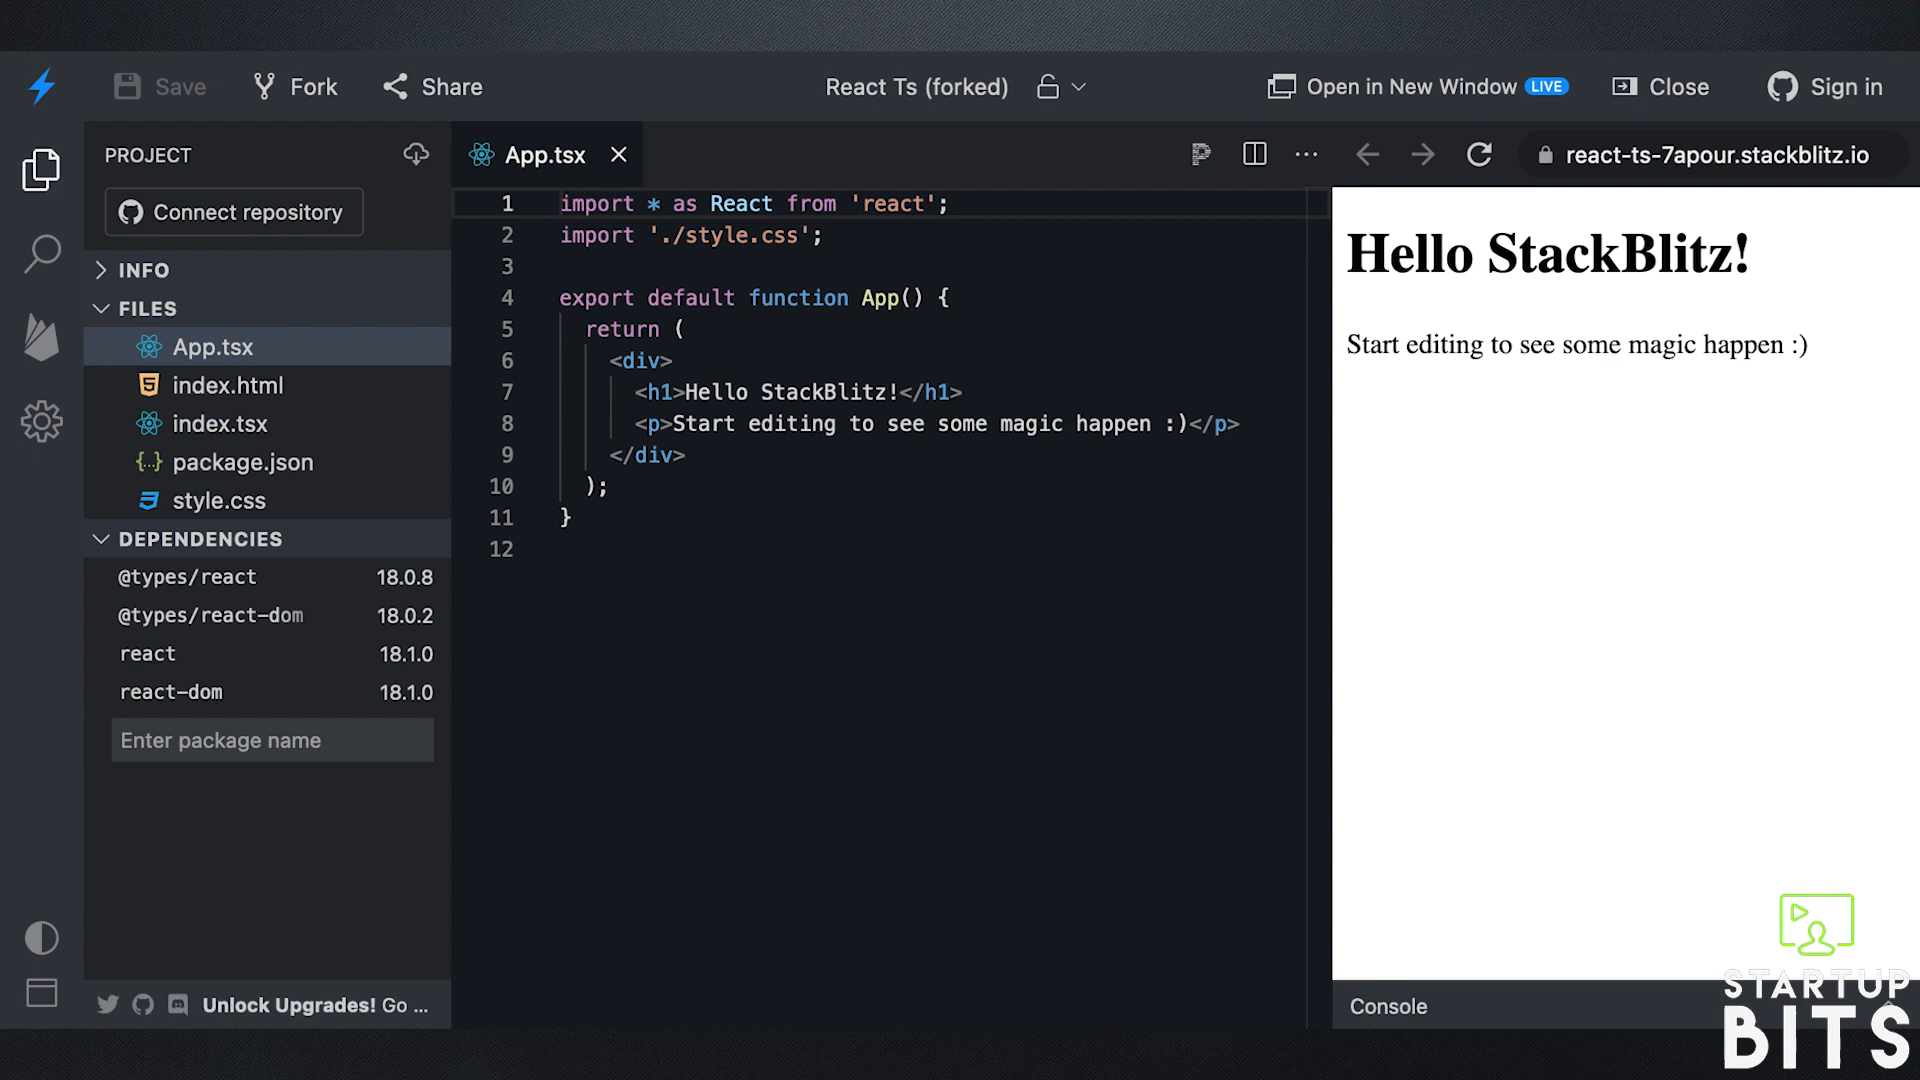 Save
Fork
Share
React Ts (forked)
Open in New Window LIVE
Close
Sign in
PROJECT
Connect repository
INFO
FILES
App.tsx
index.html
index.tsx
package.json
style.css
DEPENDENCIES
@types/react 18.0.8
@types/react-dom 18.0.2
react 18.1.0
react-dom 18.1.0
Enter package name
Unlock Upgrades! Go ...
App.tsx
1 import * as React from 'react';
2 import './style.css';
3
4 export default function App() {
5 return (
6 <div>
7 <h1>Hello StackBlitz!</h1>
8 <p>Start editing to see some magic happen :)</p>
9 </div>
10 );
11 }
12
react-ts-7apour.stackblitz.io
Hello StackBlitz!
Start editing to see some magic happen :)
Console
STARTUP
BITS